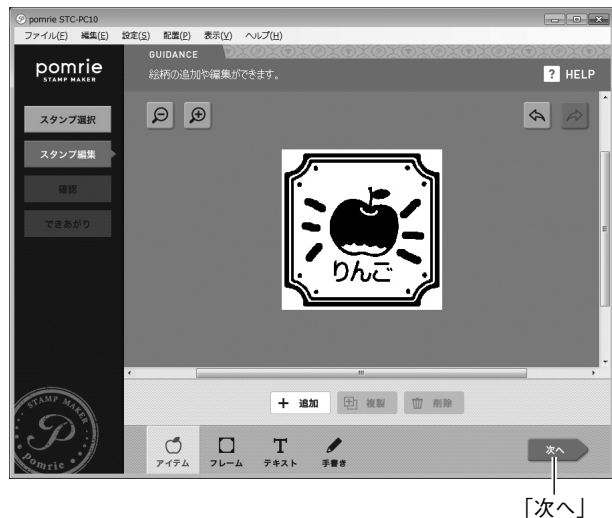 pomrie STC-PC10
ファイル(F) 編集(E) 設定(S) 配置(P) 表示(V) ヘルプ(H)
pomrie
STAMP MAKER
GUIDANCE
絵柄の追加や編集ができます。
? HELP
スタンプ選択
スタンプ編集
確認
できあがり
りんご
+ 追加 複製 削除
STAMP MAKER
P
Pomrie
アイテム フレーム テキスト 手書き
次へ
「次へ」